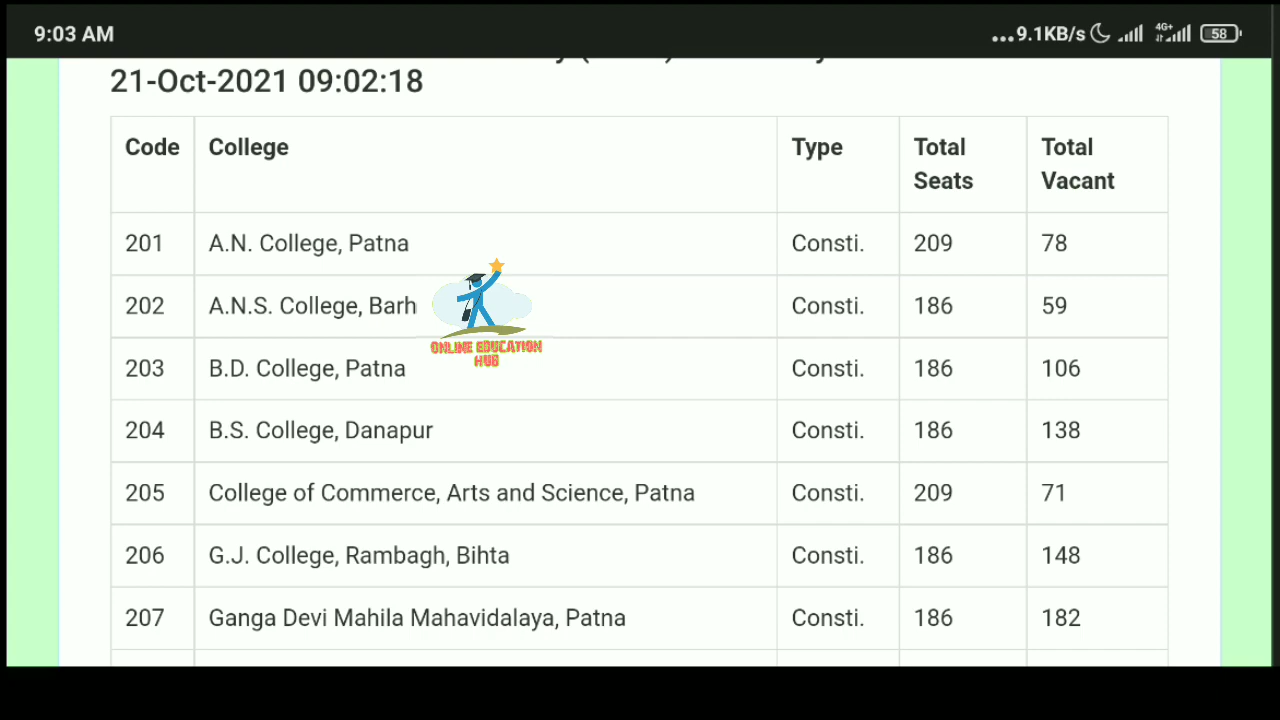 9:03 AM ...9.1KB/s 4G+ 58
21-Oct-2021 09:02:18
Code College Type Total Seats Total Vacant
201 A.N. College, Patna Consti. 209 78
202 A.N.S. College, Barh Consti. 186 59
ONLINE EDUCATION
HUB
203 B.D. College, Patna Consti. 186 106
204 B.S. College, Danapur Consti. 186 138
205 College of Commerce, Arts and Science, Patna Consti. 209 71
206 G.J. College, Rambagh, Bihta Consti. 186 148
207 Ganga Devi Mahila Mahavidalaya, Patna Consti. 186 182